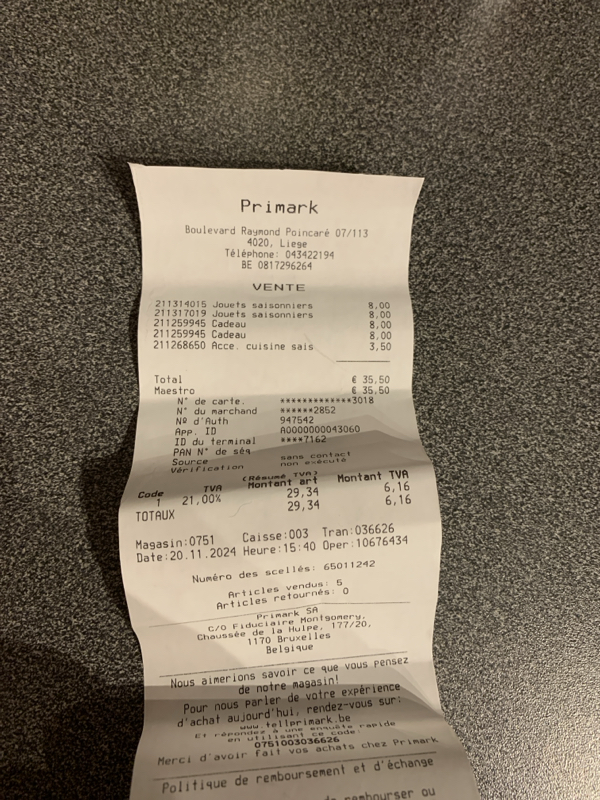 Primark
Boulevard Raymond Poincaré 07/113
4020, Liege
Téléphone: 043422194
BE 0817296264
VENTE
211314015 Jouets saisonniers 8,00
211317019 Jouets saisonniers 8,00
211259945 Cadeau 8,00
211259945 Cadeau 8,00
211268650 Acce. cuisine sais 3,50
Total € 35,50
Maestro € 35,50
N° de carte. *************3018
N° du marchand ******2852
Nº d'Auth 947542
App. ID A0000000043060
ID du terminal ****7162
PAN N° de séq
Source sans contact
Vérification non exécuté
(Résumé TVA)
Code TVA Montant art Montant TVA
1 21,00% 29,34 6,16
TOTAUX 29,34 6,16
Magasin:0751 Caisse:003 Tran:036626
Date:20.11.2024 Heure:15:40 Oper:10676434
Numéro des scellés: 65011242
Articles vendus: 5
Articles retournés: 0
Primark SA
C/O Fiduciaire Montgomery,
Chaussée de la Hulpe, 177/20,
1170 Bruxelles
Belgique
Nous aimerions savoir ce que vous pensez
de notre magasin!
Pour nous parler de votre expérience
d'achat aujourd'hui, rendez-vous sur:
www.tellprimark.be
Et répondez à une enquête rapide
en utilisant ce code:
0751003036626
Merci d'avoir fait vos achats chez Primark
Politique de remboursement et d'échange
de rembourser ou